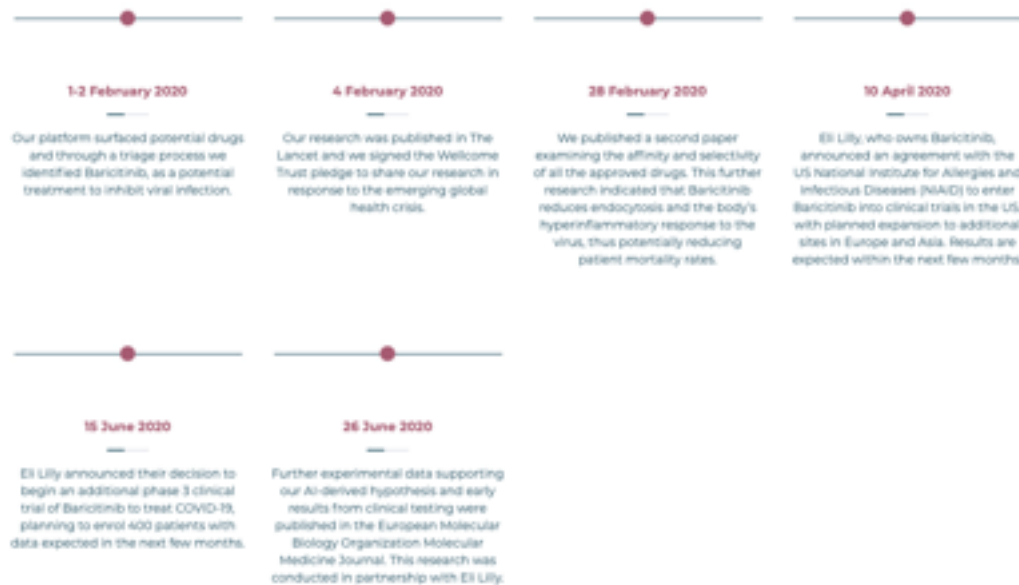 1-2 February 2020
Our platform surfaced potential drugs
and through a triage process we
identified Baricitinib, as a potential
treatment to inhibit viral infection.
4 February 2020
Our research was published in The
Lancet and we signed the Wellcome
Trust pledge to share our research in
response to the emerging global
health crisis.
28 February 2020
We published a second paper
examining the affinity and selectivity
of all the approved drugs. This further
research indicated that Baricitinib
reduces endocytosis and the body's
hyperinflammatory response to the
virus, thus potentially reducing
patient mortality rates.
10 April 2020
Eli Lilly, who owns Baricitinib,
announced an agreement with the
US National Institute for Allergies and
Infectious Diseases (NIAID) to enter
Baricitinib into clinical trials in the US,
with planned expansion to additional
sites in Europe and Asia. Results are
expected within the next few months
15 June 2020
Eli Lilly announced their decision to
begin an additional phase 3 clinical
trial of Baricitinib to treat COVID-19,
planning to enrol 400 patients with
data expected in the next few months.
26 June 2020
Further experimental data supporting
our AI-derived hypothesis and early
results from clinical testing were
published in the European Molecular
Biology Organization Molecular
Medicine Journal. This research was
conducted in partnership with Eli Lilly.